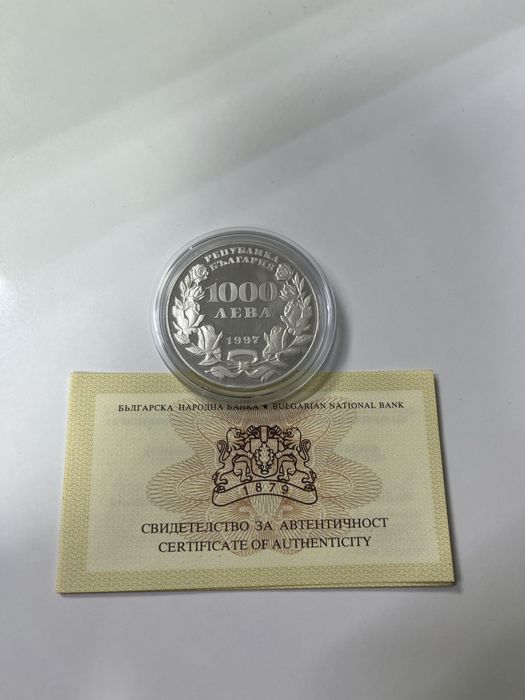 РЕПУБЛИКА
БЪЛГАРИЯ
1000
ЛЕВА
1997
БЪЛГАРСКА НАРОДНА БАНКА ★ BULGARIAN NATIONAL BANK
1879
СВИДЕТЕЛСТВО ЗА АВТЕНТИЧНОСТ
CERTIFICATE OF AUTHENTICITY